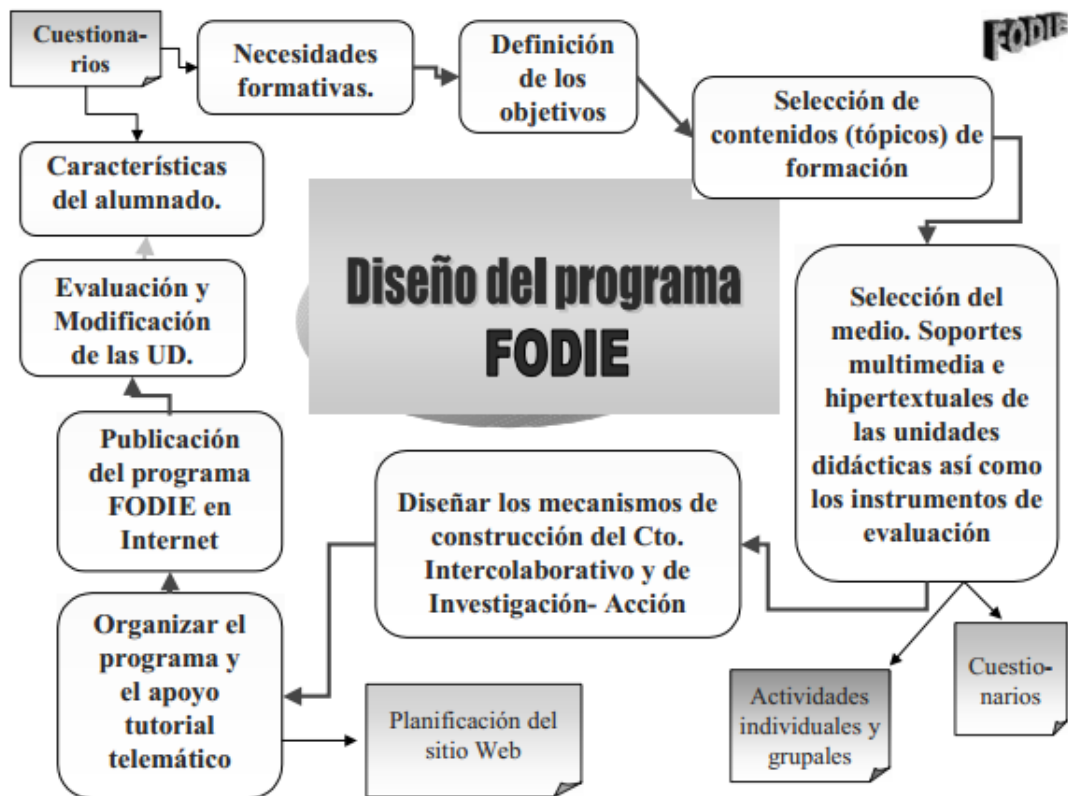 Cuestiona-
rios
Necesidades
formativas.
Definición
de los
objetivos
FODIE
Selección de
contenidos (tópicos) de
formación
Características
del alumnado.
Diseño del programa
FODIE
Evaluación y
Modificación
de las UD.
Selección del
medio. Soportes
multimedia e
hipertextuales de
las unidades
didácticas así como
los instrumentos de
evaluación
Publicación
del programa
FODIE en
Internet
Diseñar los mecanismos de
construcción del Cto.
Intercolaborativo y de
Investigación- Acción
Organizar el
programa y
el apoyo
tutorial
telemático
Planificación del
sitio Web
Actividades
individuales y
grupales
Cuestio-
narios